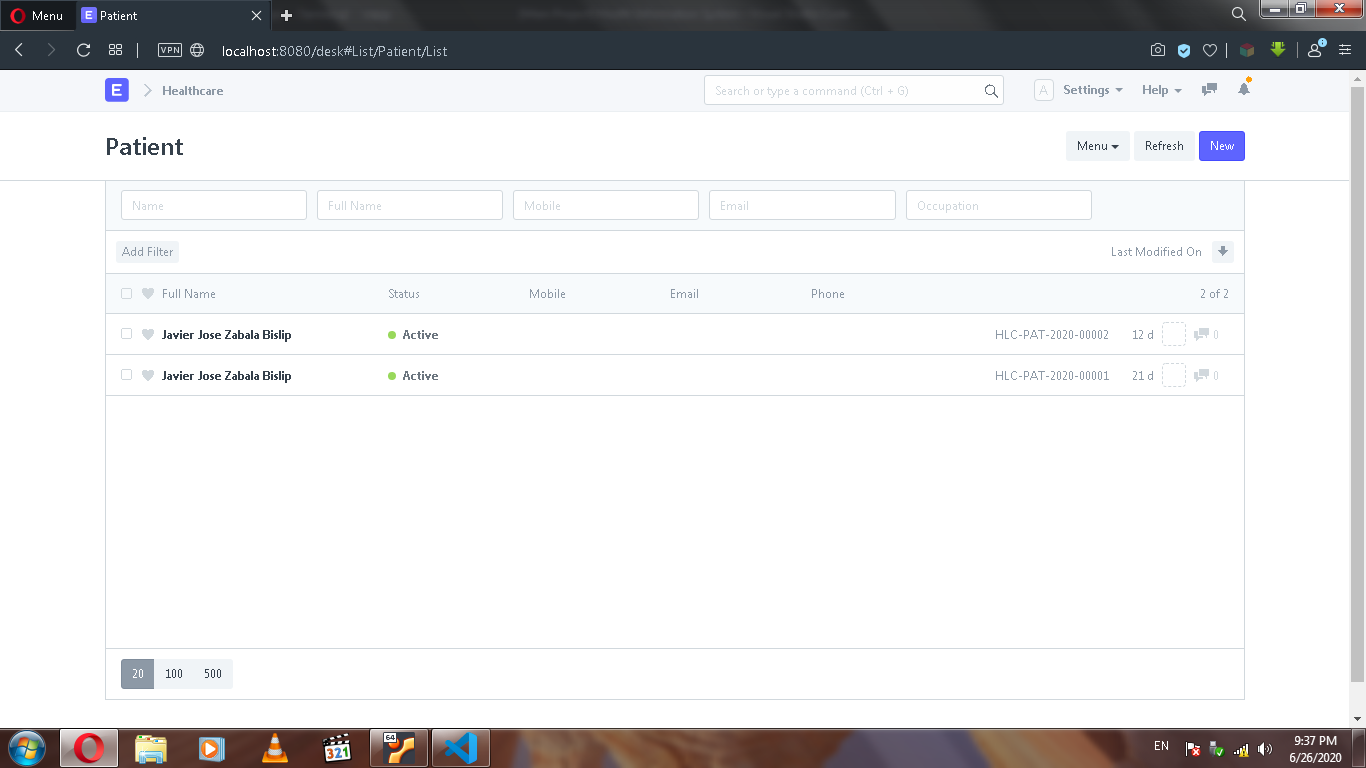 Menu
Patient
VPN
localhost:8080/desk#List/Patient/List
E
Healthcare
Search or type a command (Ctrl + G)
A
Settings
Help
Patient
Menu
Refresh
New
Name
Full Name
Mobile
Email
Occupation
Add Filter
Last Modified On
Full Name
Status
Mobile
Email
Phone
2 of 2
Javier Jose Zabala Bislip
Active
HLC-PAT-2020-00002
12 d
0
Javier Jose Zabala Bislip
Active
HLC-PAT-2020-00001
21 d
0
20
100
500
321
64
EN
9:37 PM
6/26/2020